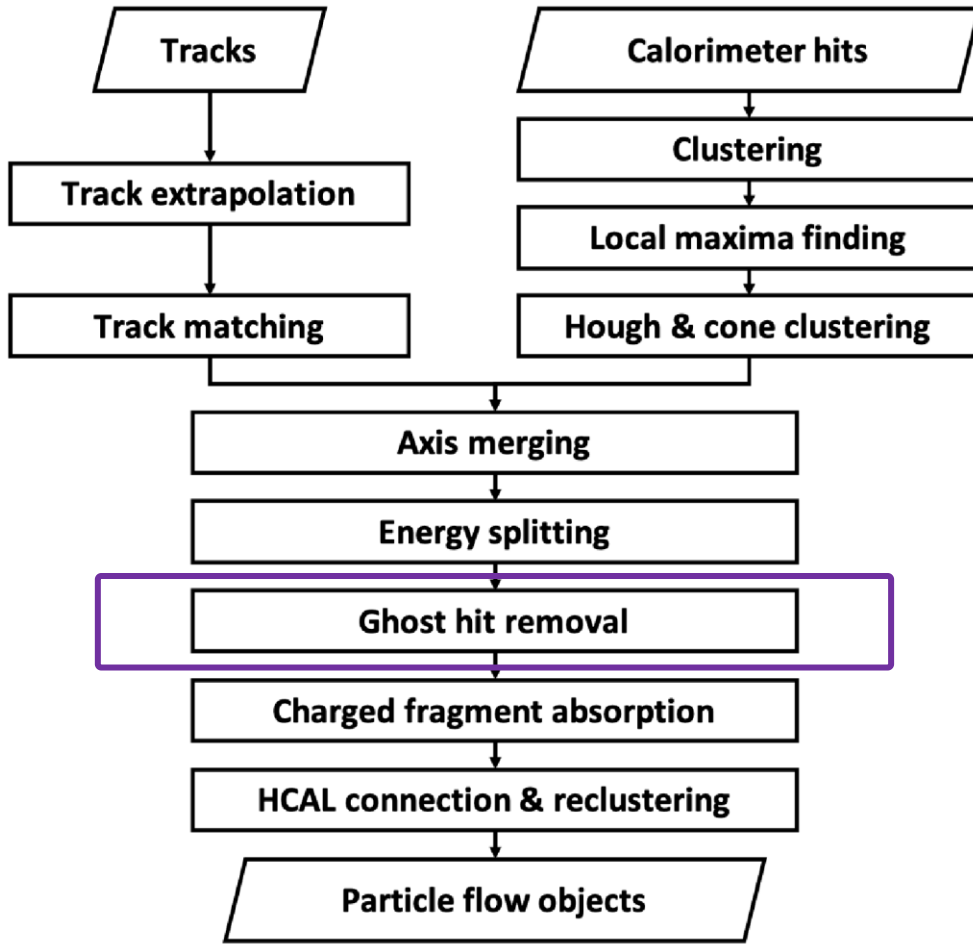 Tracks
Calorimeter hits
Clustering
Track extrapolation
Local maxima finding
Track matching
Hough & cone clustering
Axis merging
Energy splitting
Ghost hit removal
Charged fragment absorption
HCAL connection & reclustering
Particle flow objects